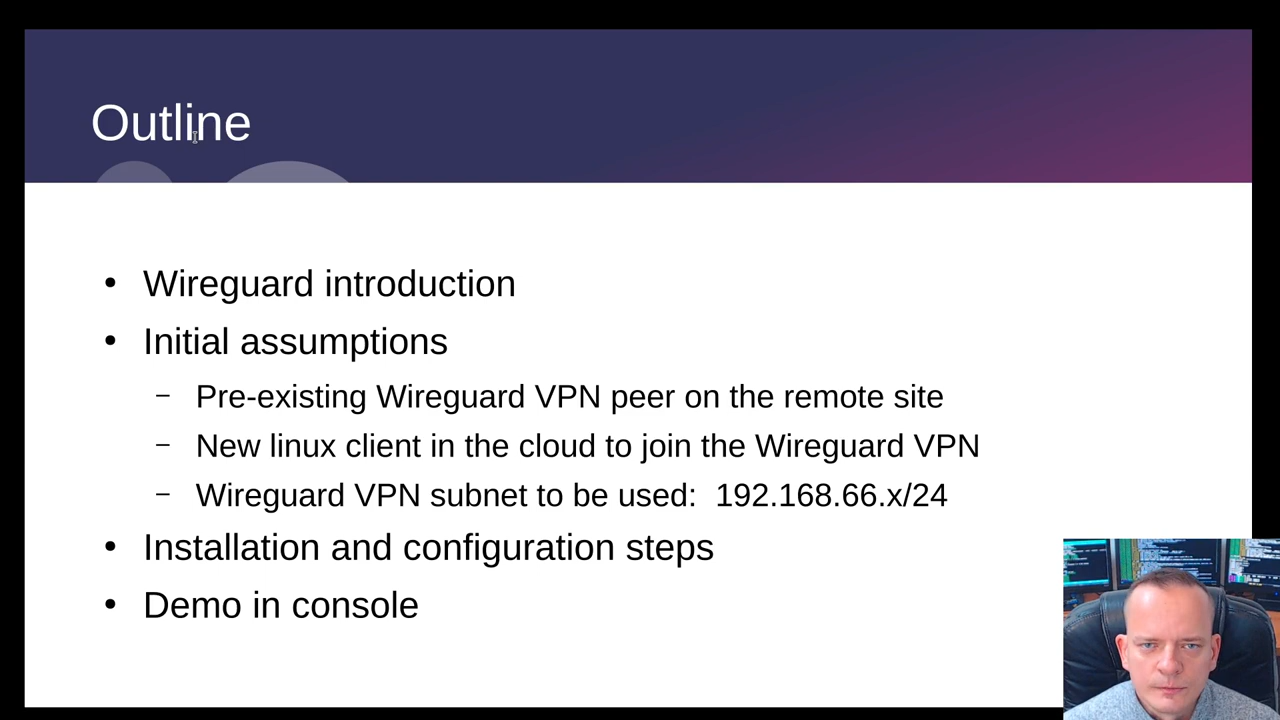 Outline
• Wireguard introduction
• Initial assumptions
– Pre-existing Wireguard VPN peer on the remote site
– New linux client in the cloud to join the Wireguard VPN
– Wireguard VPN subnet to be used:  192.168.66.x/24
• Installation and configuration steps
• Demo in console